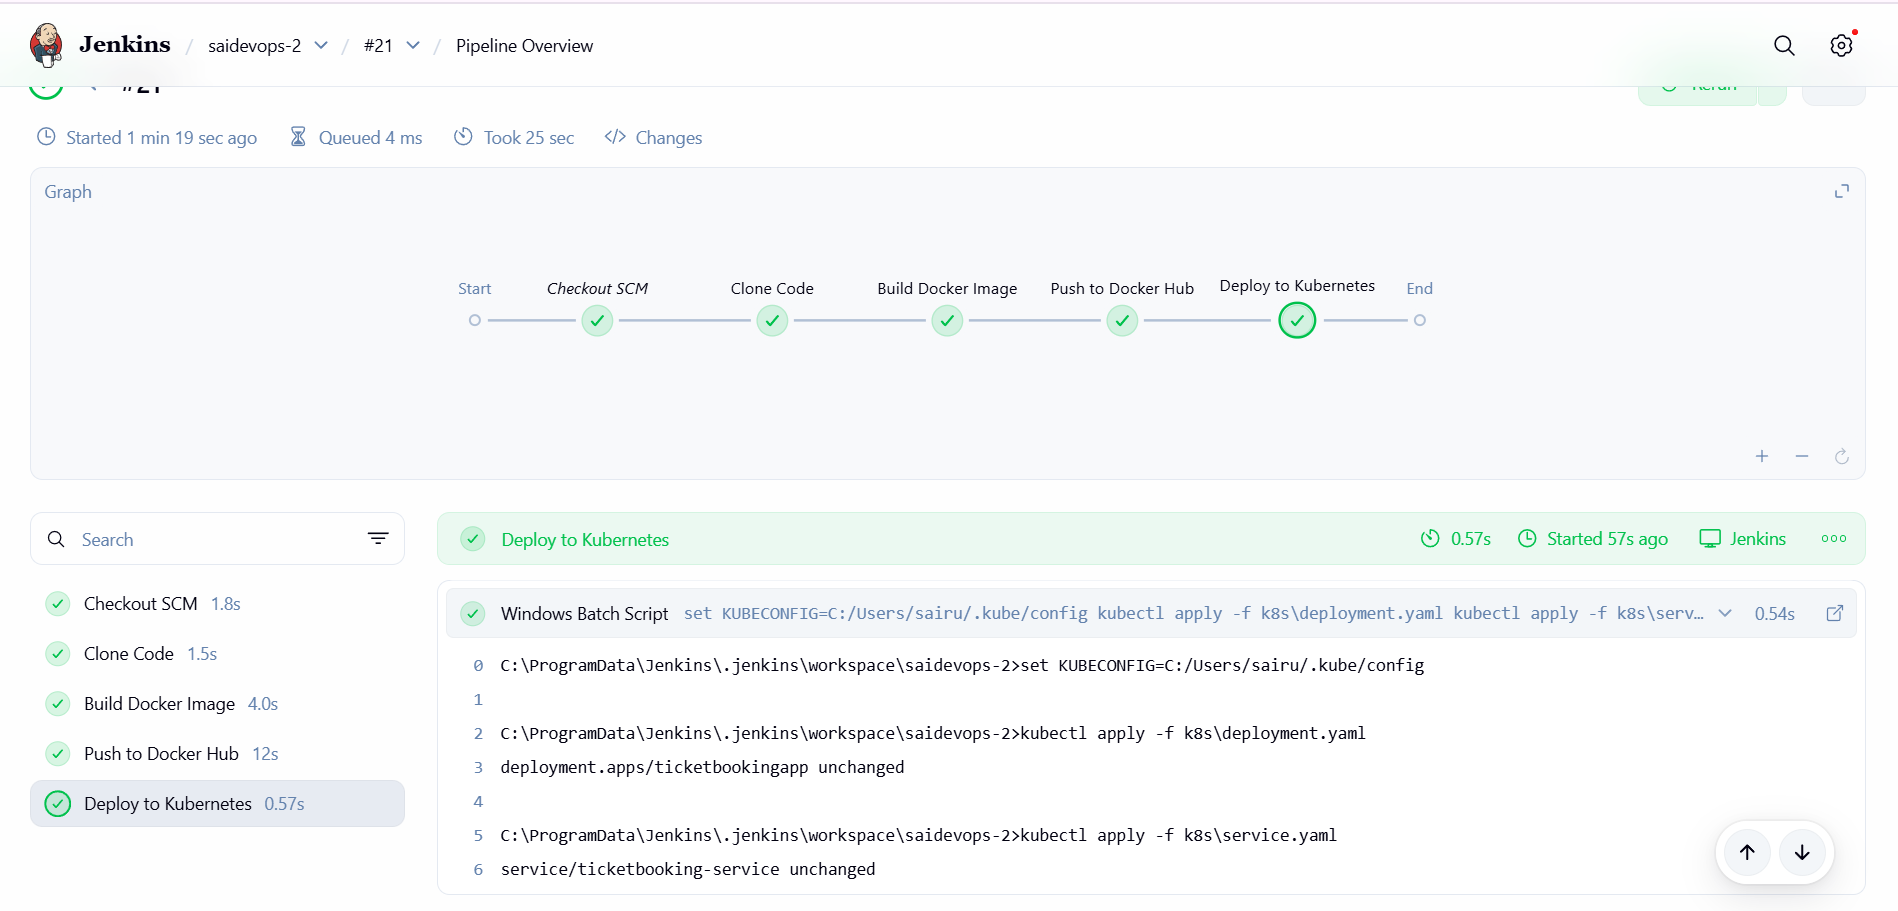 Jenkins / saidevops-2 / #21 / Pipeline Overview
#21
Rerun
Started 1 min 19 sec ago Queued 4 ms Took 25 sec Changes
Graph
Start Checkout SCM Clone Code Build Docker Image Push to Docker Hub Deploy to Kubernetes End
Search
Checkout SCM 1.8s
Clone Code 1.5s
Build Docker Image 4.0s
Push to Docker Hub 12s
Deploy to Kubernetes 0.57s
Deploy to Kubernetes 0.57s Started 57s ago Jenkins
Windows Batch Script set KUBECONFIG=C:/Users/sairu/.kube/config kubectl apply -f k8s\deployment.yaml kubectl apply -f k8s\serv… 0.54s
0 C:\ProgramData\Jenkins\.jenkins\workspace\saidevops-2>set KUBECONFIG=C:/Users/sairu/.kube/config
1
2 C:\ProgramData\Jenkins\.jenkins\workspace\saidevops-2>kubectl apply -f k8s\deployment.yaml
3 deployment.apps/ticketbookingapp unchanged
4
5 C:\ProgramData\Jenkins\.jenkins\workspace\saidevops-2>kubectl apply -f k8s\service.yaml
6 service/ticketbooking-service unchanged